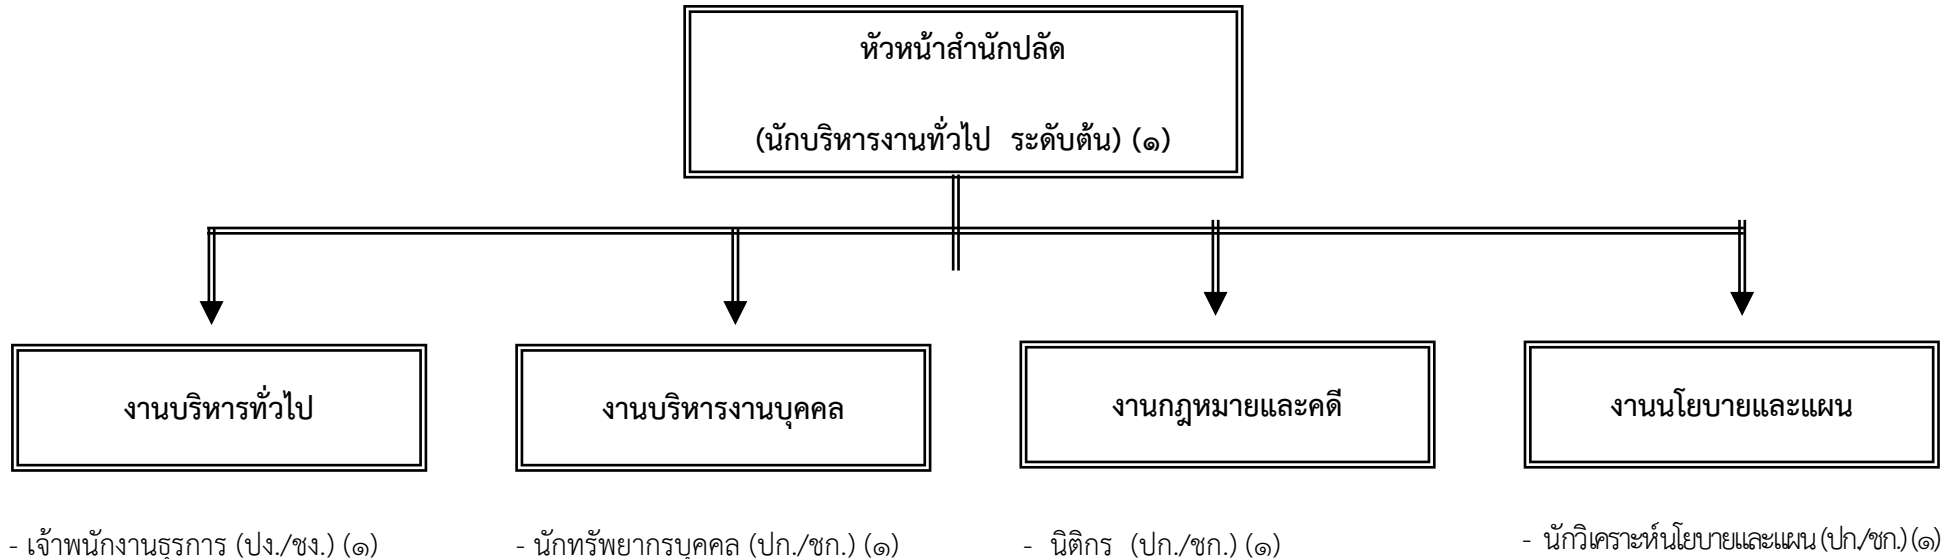 หัวหน้าสำนักปลัด
(นักบริหารงานทั่วไป ระดับต้น) (๑)
งานบริหารทั่วไป
งานบริหารงานบุคคล
งานกฎหมายและคดี
งานนโยบายและแผน
- เจ้าพนักงานธุรการ (ปง./ชง.) (๑)
- นักทรัพยากรบุคคล (ปก./ชก.) (๑)
- นิติกร (ปก./ชก.) (๑)
- นักวิเคราะห์นโยบายและแผน (ปก./ชก.) (๑)